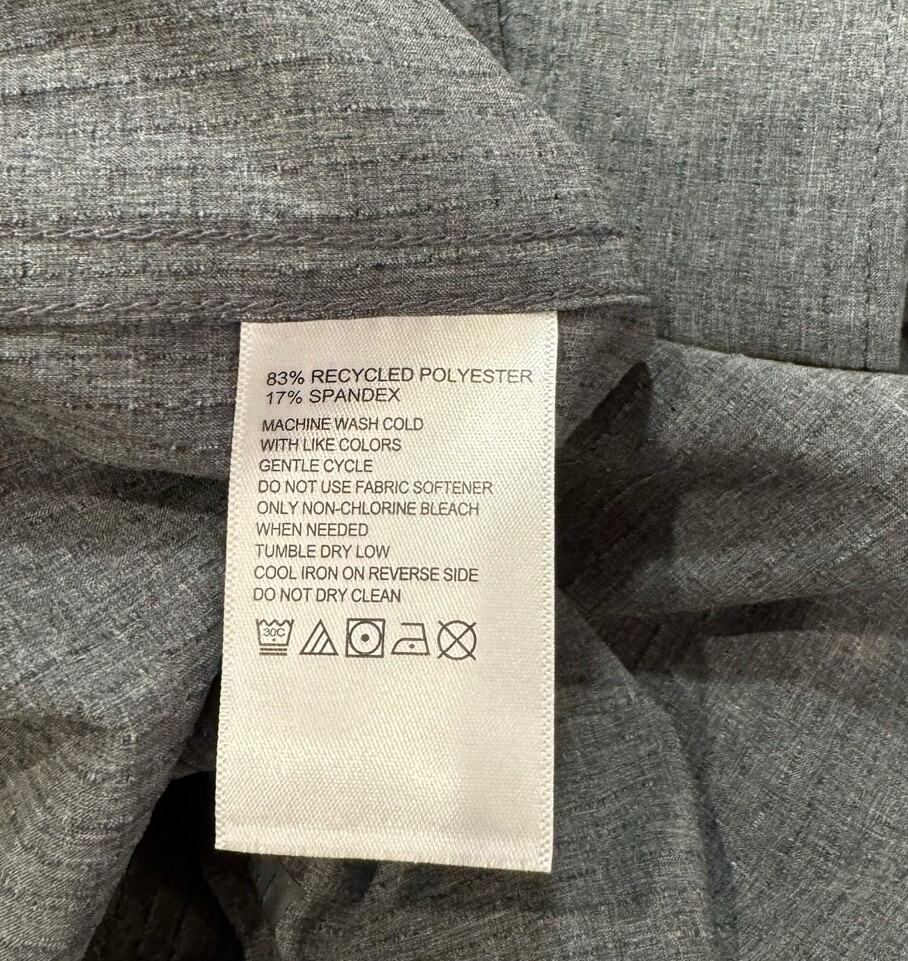 83% RECYCLED POLYESTER
17% SPANDEX
MACHINE WASH COLD
WITH LIKE COLORS
GENTLE CYCLE
DO NOT USE FABRIC SOFTENER
ONLY NON-CHLORINE BLEACH
WHEN NEEDED
TUMBLE DRY LOW
COOL IRON ON REVERSE SIDE
DO NOT DRY CLEAN
30C